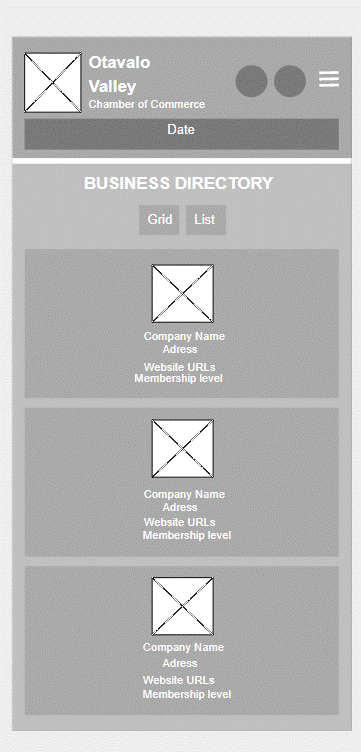 Otavalo
Valley
Chamber of Commerce
Date
BUSINESS DIRECTORY
Grid
List
Company Name
Adress
Website URLs
Membership level
Company Name
Adress
Website URLs
Membership level
Company Name
Adress
Website URLs
Membership level